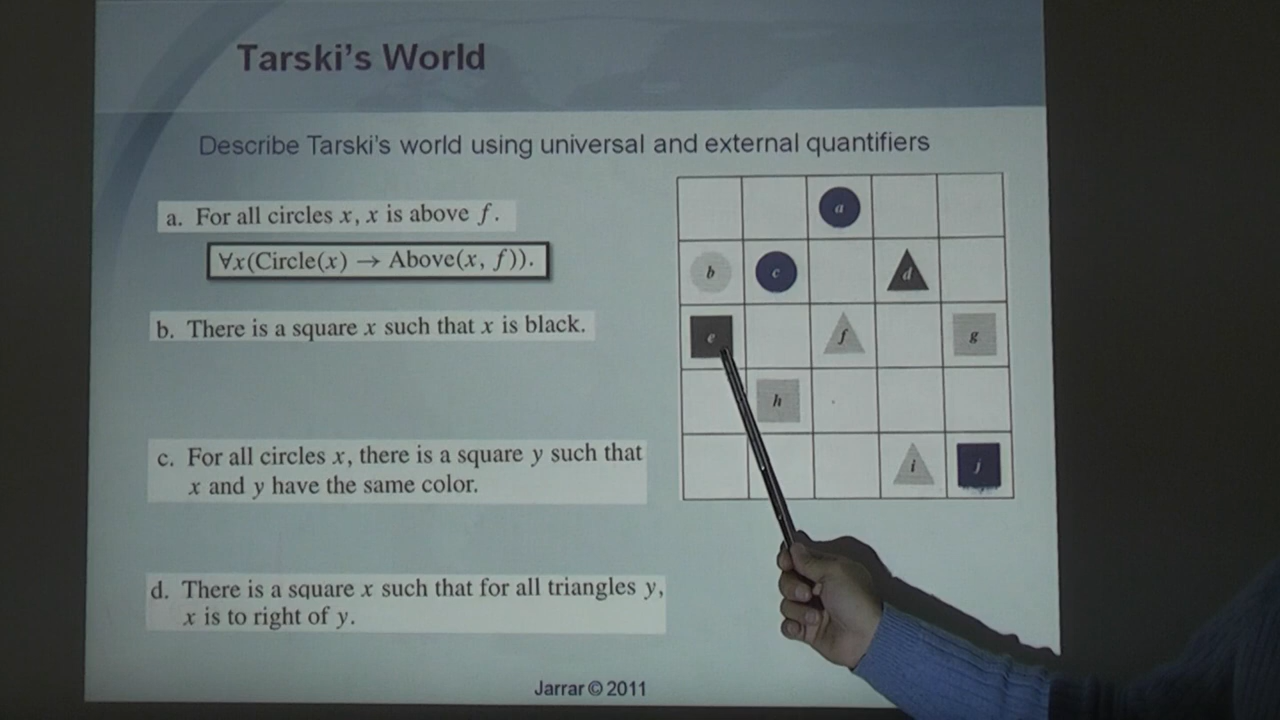 Tarski's World
Describe Tarski's world using universal and external quantifiers
a. For all circles x, x is above f.
∀x(Circle(x) → Above(x, f)).
b. There is a square x such that x is black.
c. For all circles x, there is a square y such that
x and y have the same color.
d. There is a square x such that for all triangles y,
x is to right of y.
a
b c d
e f g
h
i j
Jarrar © 2011